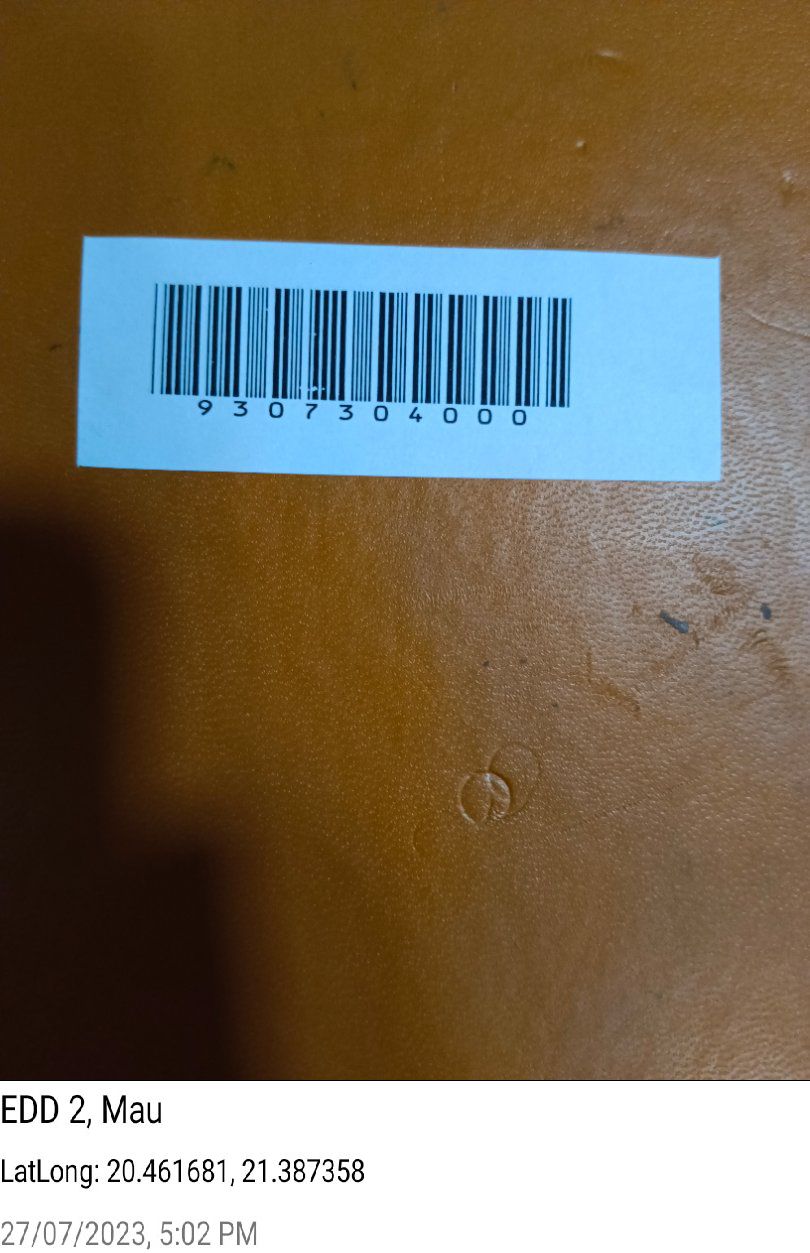 9307304000
EDD 2, Mau
LatLong: 20.461681, 21.387358
27/07/2023, 5:02 PM